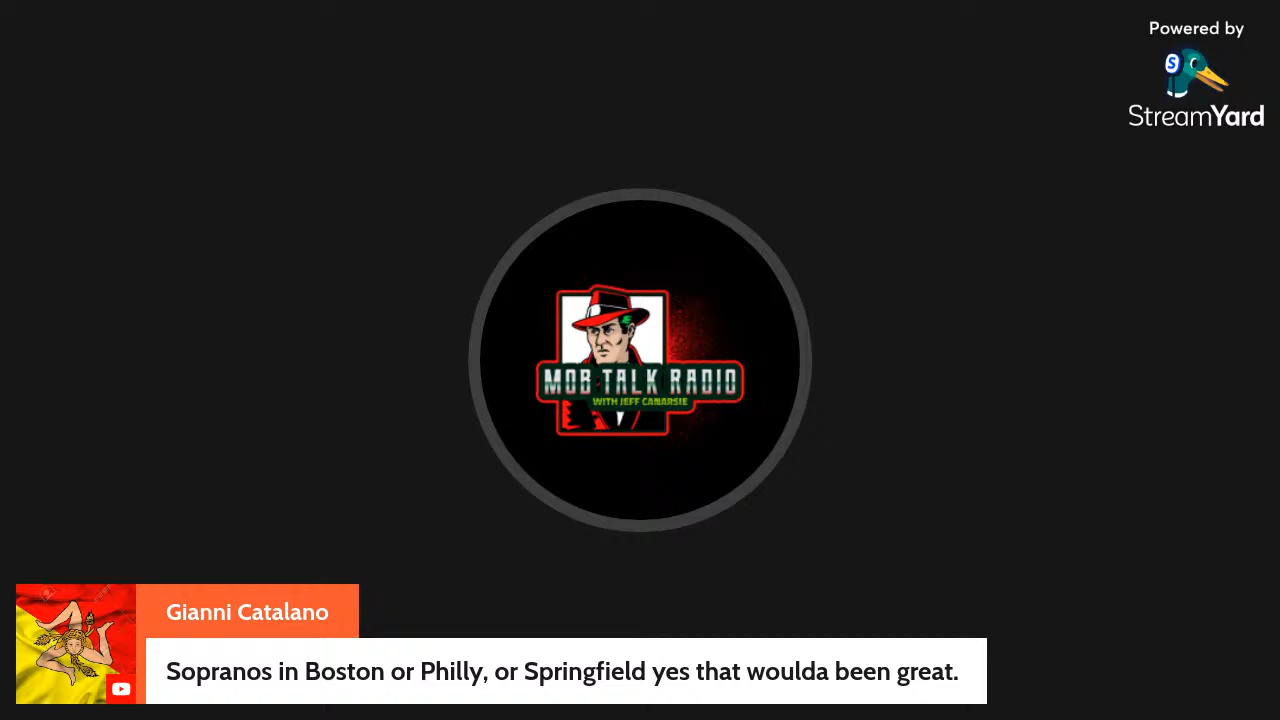 Powered by
S
StreamYard
MOB TALK RADIO
WITH JEFF CANARSIE
Gianni Catalano
Sopranos in Boston or Philly, or Springfield yes that woulda been great.